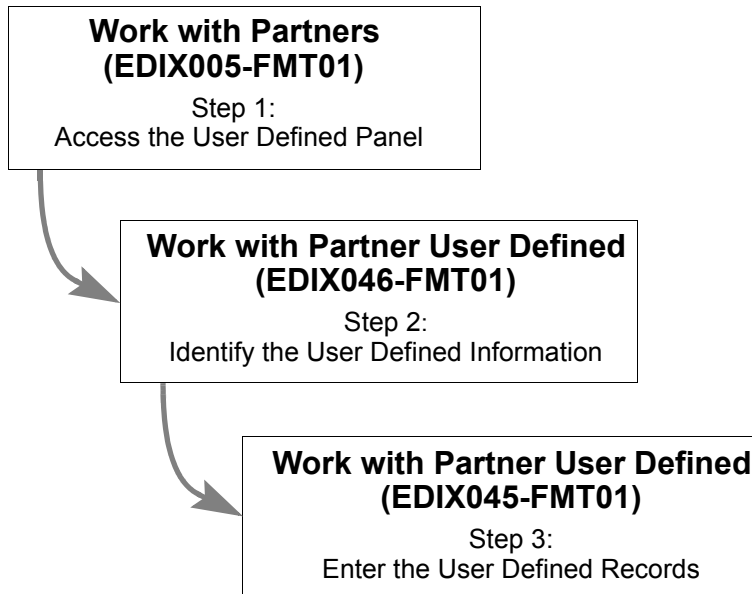 Work with Partners
(EDIX005-FMT01)
Step 1:
Access the User Defined Panel
Work with Partner User Defined
(EDIX046-FMT01)
Step 2:
Identify the User Defined Information
Work with Partner User Defined
(EDIX045-FMT01)
Step 3:
Enter the User Defined Records